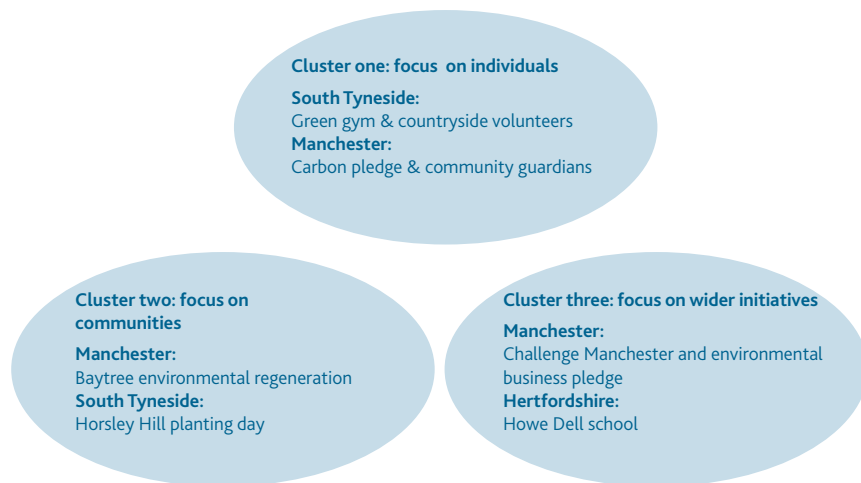 Cluster one: focus on individuals
South Tyneside:
Green gym & countryside volunteers
Manchester:
Carbon pledge & community guardians
Cluster two: focus on
communities
Manchester:
Baytree environmental regeneration
South Tyneside:
Horsley Hill planting day
Cluster three: focus on wider initiatives
Manchester:
Challenge Manchester and environmental
business pledge
Hertfordshire:
Howe Dell school